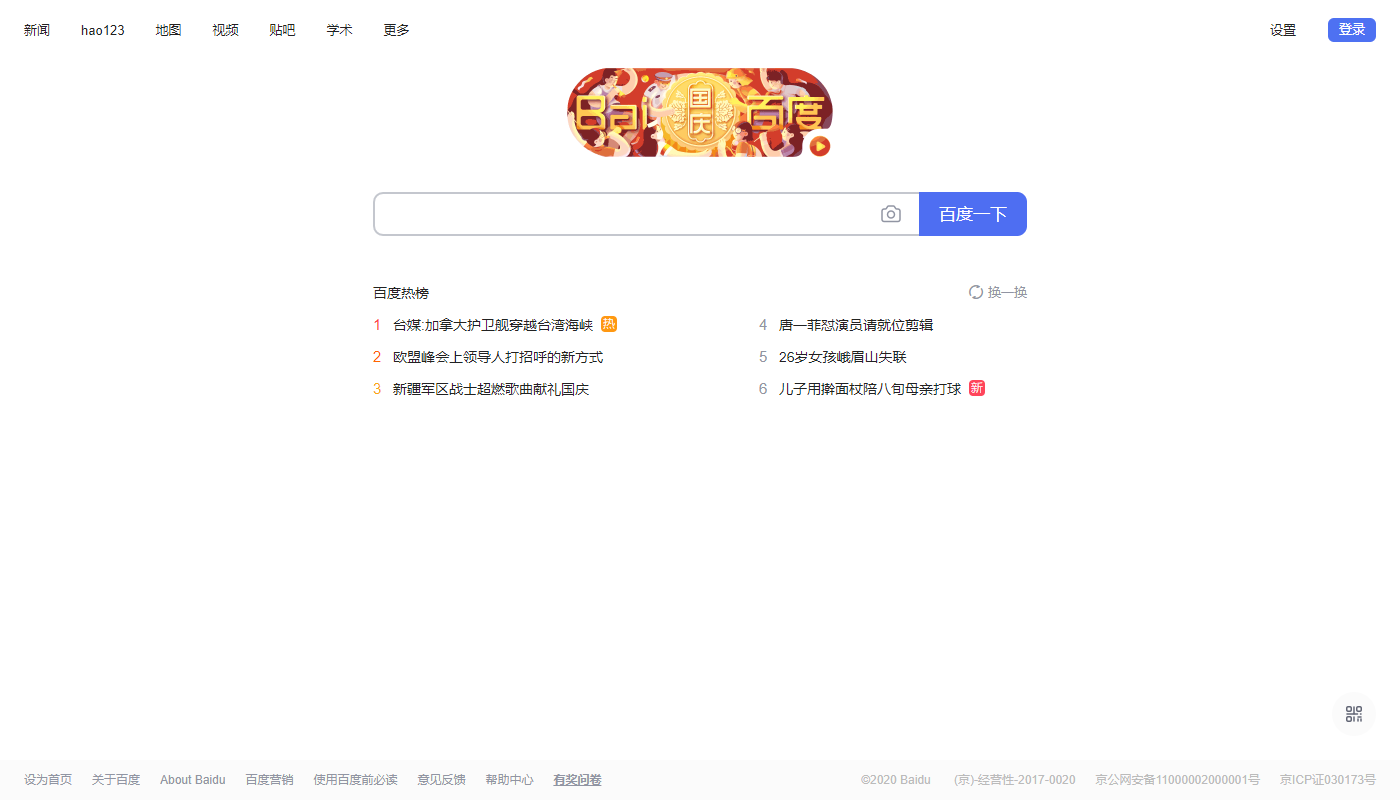 新闻 hao123 地图 视频 贴吧 学术 更多 设置 登录
Bai 国庆 百度
百度一下
百度热榜 换一换
1 台媒:加拿大护卫舰穿越台湾海峡 热
2 欧盟峰会上领导人打招呼的新方式
3 新疆军区战士超燃歌曲献礼国庆
4 唐一菲怼演员请就位剪辑
5 26岁女孩峨眉山失联
6 儿子用擀面杖陪八旬母亲打球 新
设为首页 关于百度 About Baidu 百度营销 使用百度前必读 意见反馈 帮助中心 有奖问卷 ©2020 Baidu (京)-经营性-2017-0020 京公网安备11000002000001号 京ICP证030173号